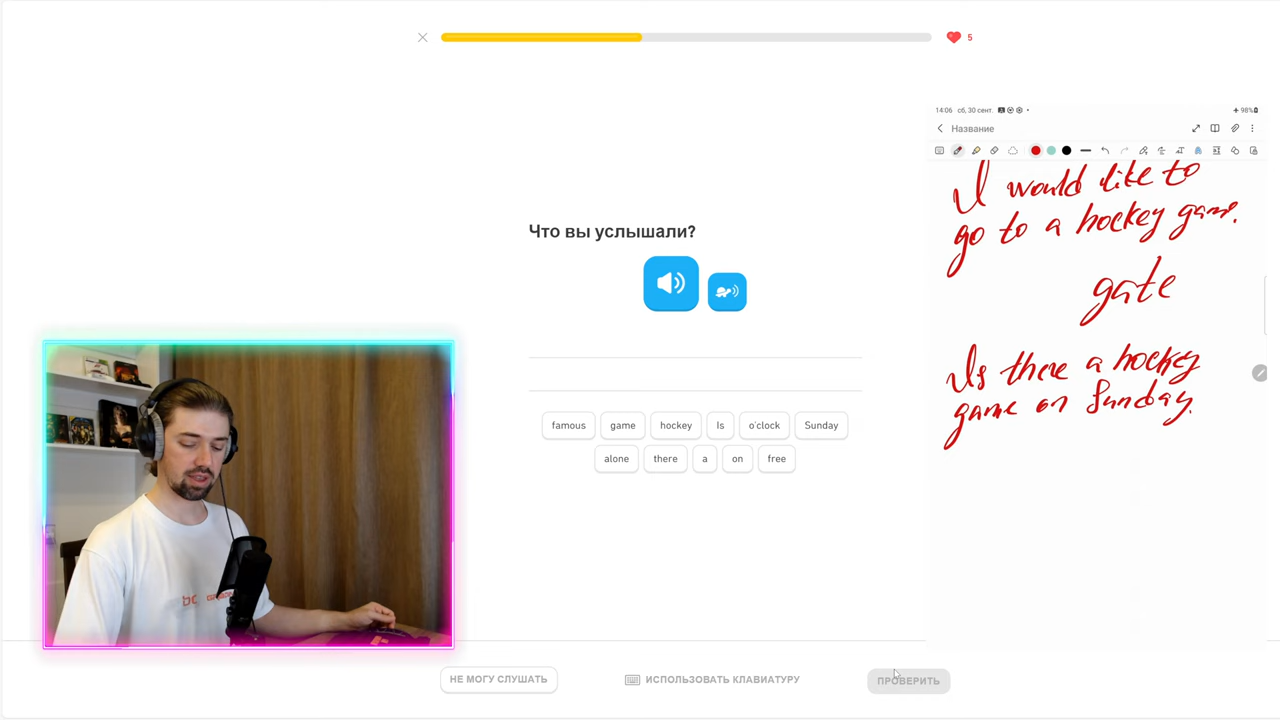 5
Что вы услышали?
famous game hockey Is o'clock Sunday
alone there a on free
НЕ МОГУ СЛУШАТЬ
ИСПОЛЬЗОВАТЬ КЛАВИАТУРУ
ПРОВЕРИТЬ
14:06 сб, 30 сент.
98%
Название
I would like to
go to a hockey game.
gate
Is there a hockey
game on Sunday.